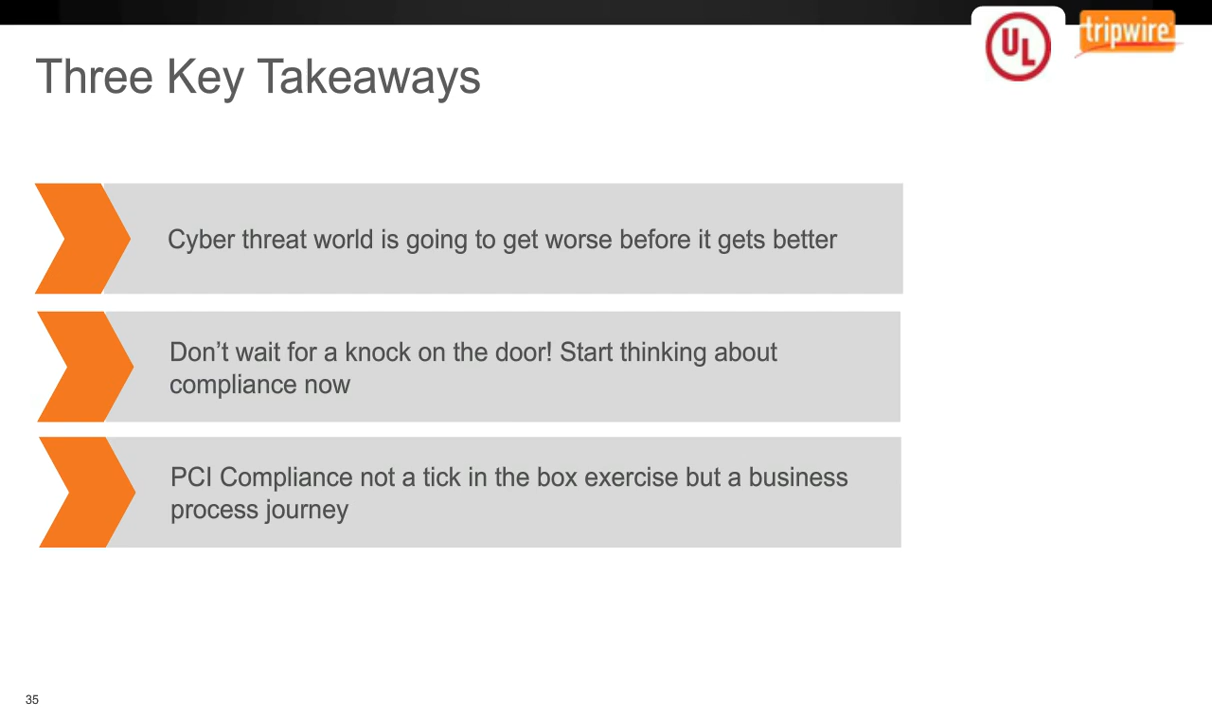 UL
tripwire
Three Key Takeaways
Cyber threat world is going to get worse before it gets better
Don’t wait for a knock on the door! Start thinking about
compliance now
PCI Compliance not a tick in the box exercise but a business
process journey
35